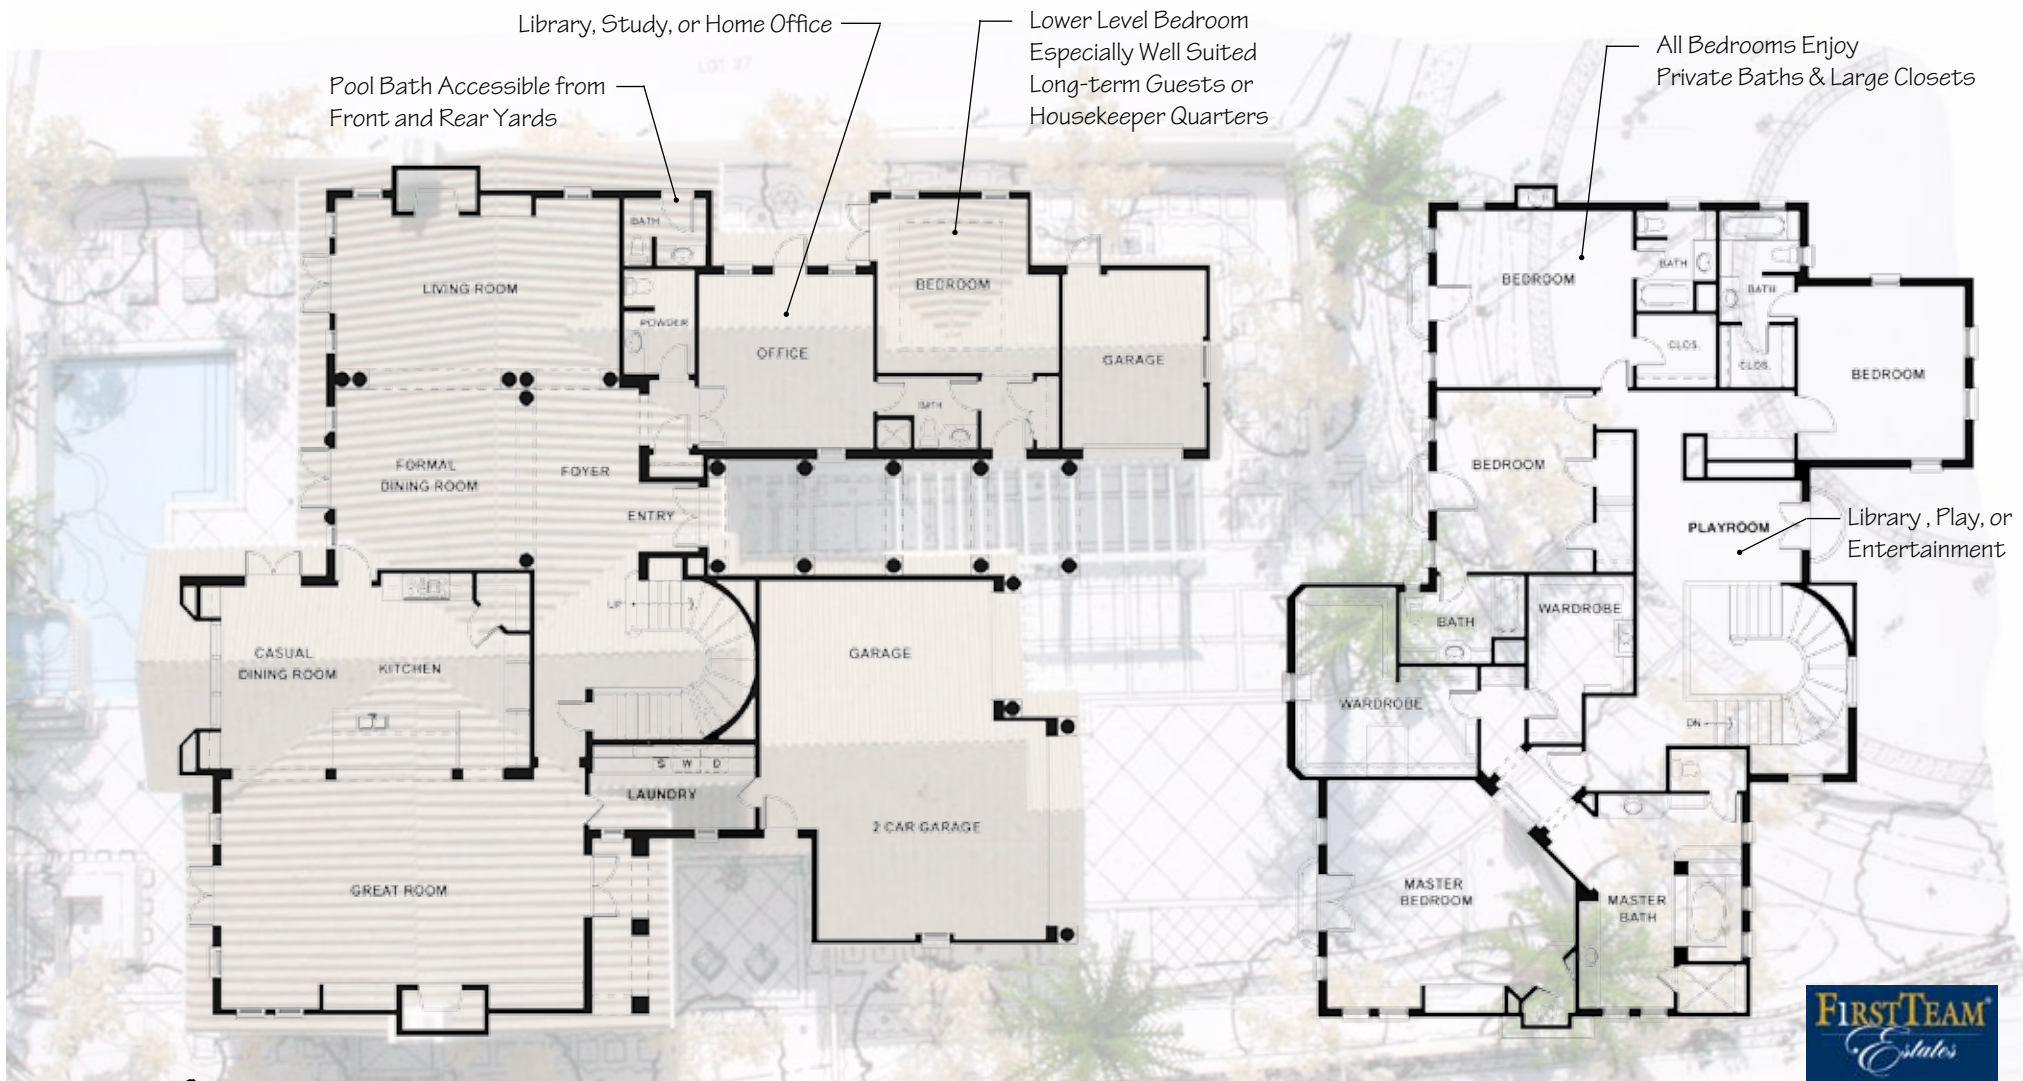 Library, Study, or Home Office
Lower Level Bedroom
Especially Well Suited
Long-term Guests or
Housekeeper Quarters
All Bedrooms Enjoy
Private Baths & Large Closets
Pool Bath Accessible from
Front and Rear Yards
LOT 27
BATH
LIVING ROOM
POWDER
OFFICE
BEDROOM
GARAGE
BATH
FORMAL
DINING ROOM
FOYER
ENTRY
UP
CASUAL
DINING ROOM
KITCHEN
GARAGE
S W D
LAUNDRY
2 CAR GARAGE
GREAT ROOM
BEDROOM
BATH
BATH
CLOS.
CLOS.
BEDROOM
BEDROOM
PLAYROOM
Library , Play, or
Entertainment
WARDROBE
BATH
WARDROBE
DN
MASTER
BEDROOM
MASTER
BATH
FIRSTTEAM®
Estates